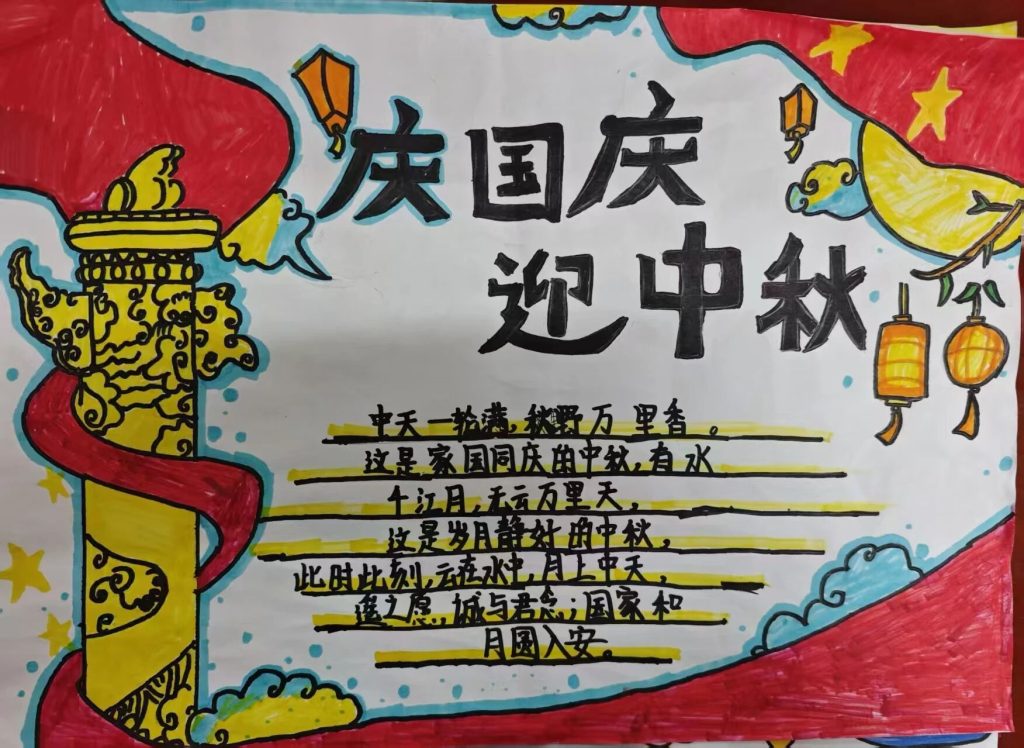 庆国庆
迎中秋
中天一轮满,秋野万里香。
这是家国同庆的中秋,有水
千江月,无云万里天,
这是岁月静好的中秋,
此时此刻,云在水中,月上中天,
遥之愿,诚与君念;国家和
月圆入安。